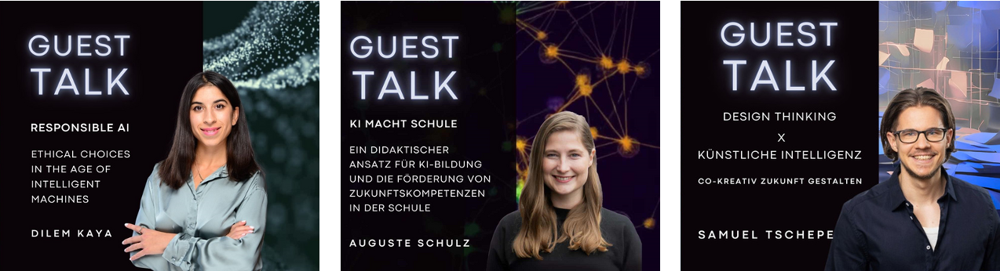 GUEST
TALK
RESPONSIBLE AI
ETHICAL CHOICES
IN THE AGE OF
INTELLIGENT
MACHINES
DILEM KAYA
GUEST
TALK
KI MACHT SCHULE
EIN DIDAKTISCHER
ANSATZ FÜR KI-BILDUNG
UND DIE FÖRDERUNG VON
ZUKUNFTSKOMPETENZEN
IN DER SCHULE
AUGUSTE SCHULZ
GUEST
TALK
DESIGN THINKING
X
KÜNSTLICHE INTELLIGENZ
CO-KREATIV ZUKUNFT GESTALTEN
SAMUEL TSCHEPE